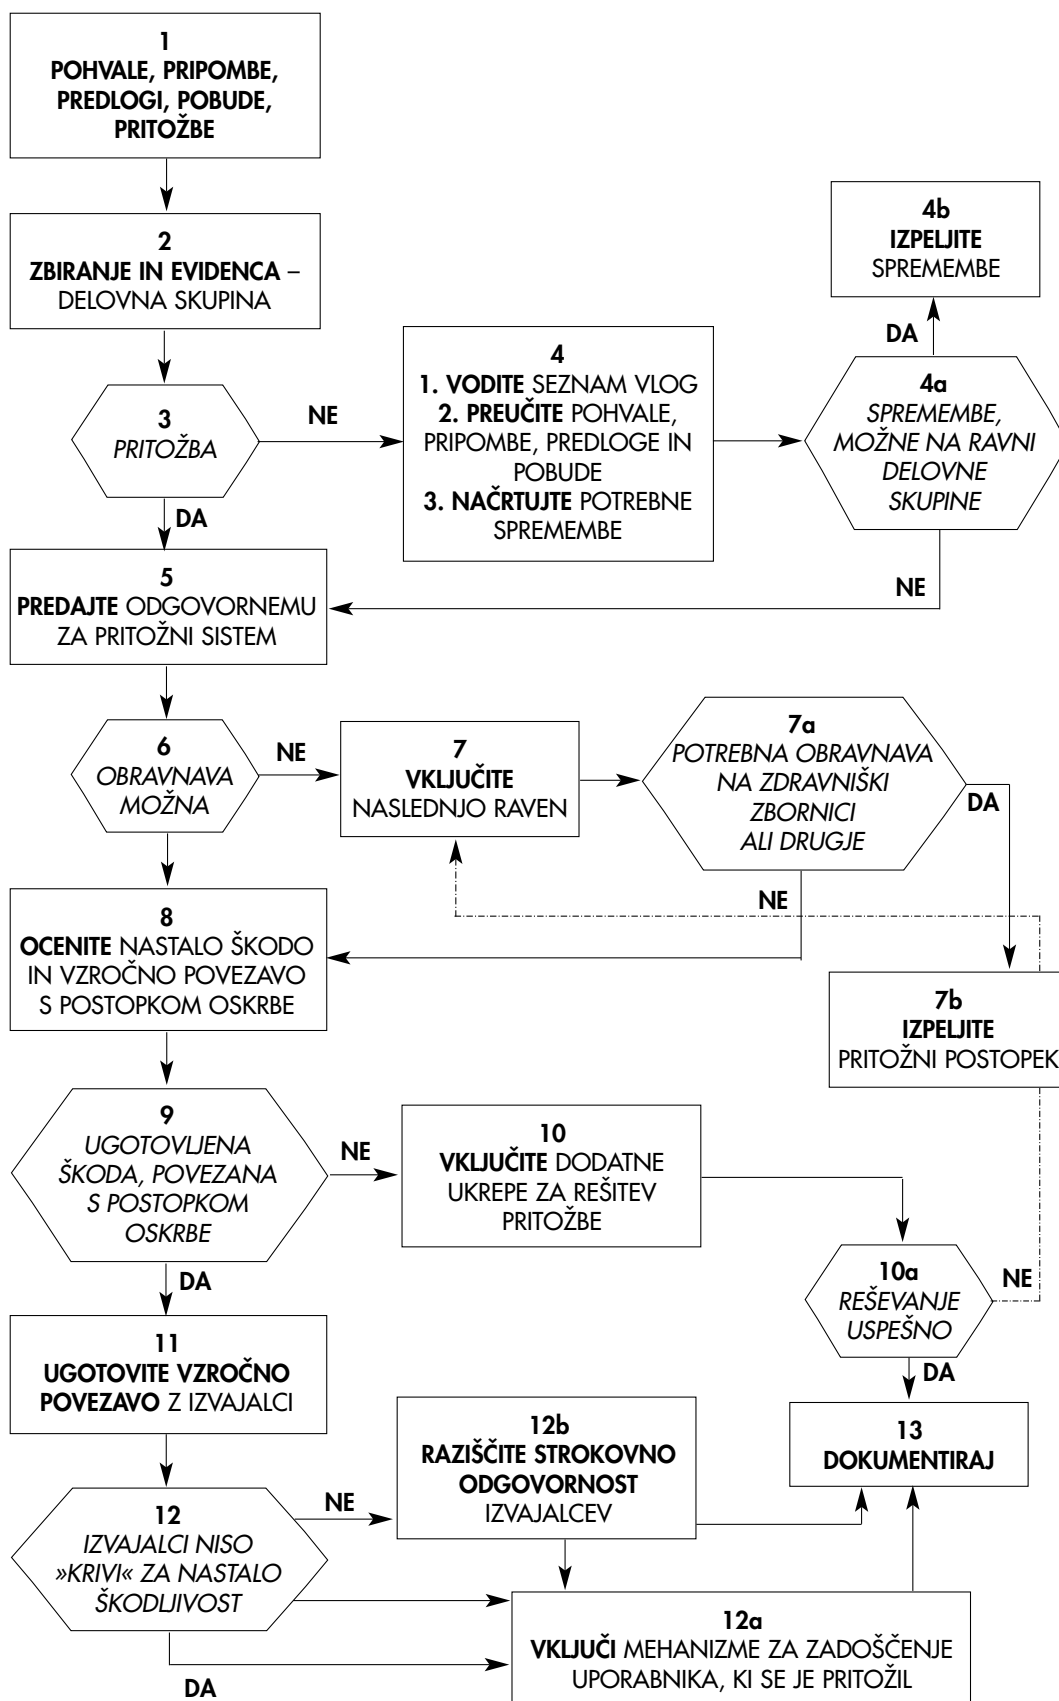 1
POHVALE, PRIPOMBE,
PREDLOGI, POBUDE,
PRITOŽBE
2
ZBIRANJE IN EVIDENCA –
DELOVNA SKUPINA
3
PRITOŽBA
NE
DA
4
1. VODITE SEZNAM VLOG
2. PREUČITE POHVALE,
PRIPOMBE, PREDLOGE IN
POBUDE
3. NAČRTUJTE POTREBNE
SPREMEMBE
4b
IZPELJITE
SPREMEMBE
DA
4a
SPREMEMBE,
MOŽNE NA RAVNI
DELOVNE
SKUPINE
NE
5
PREDAJTE ODGOVORNEMU
ZA PRITOŽNI SISTEM
6
OBRAVNAVA
MOŽNA
NE
7
VKLJUČITE
NASLEDNJO RAVEN
7a
POTREBNA OBRAVNAVA
NA ZDRAVNIŠKI
ZBORNICI
ALI DRUGJE
DA
NE
7b
IZPELJITE
PRITOŽNI POSTOPEK
8
OCENITE NASTALO ŠKODO
IN VZROČNO POVEZAVO
S POSTOPKOM OSKRBE
9
UGOTOVLJENA
ŠKODA, POVEZANA
S POSTOPKOM
OSKRBE
NE
DA
10
VKLJUČITE DODATNE
UKREPE ZA REŠITEV
PRITOŽBE
10a
REŠEVANJE
USPEŠNO
NE
DA
11
UGOTOVITE VZROČNO
POVEZAVO Z IZVAJALCI
12
IZVAJALCI NISO
»KRIVI« ZA NASTALO
ŠKODLJIVOST
NE
DA
12b
RAZIŠČITE STROKOVNO
ODGOVORNOST
IZVAJALCEV
13
DOKUMENTIRAJ
12a
VKLJUČI MEHANIZME ZA ZADOŠČENJE
UPORABNIKA, KI SE JE PRITOŽIL